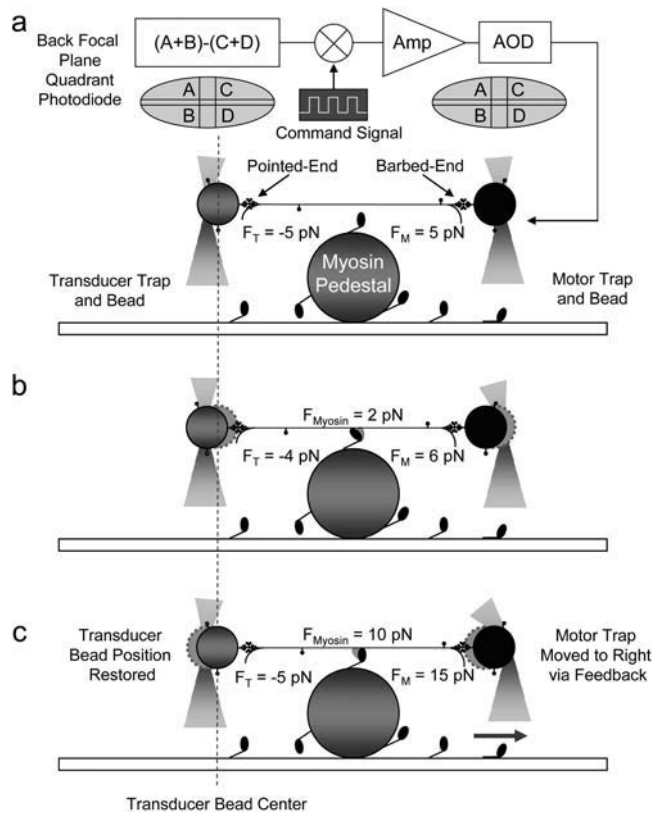 a
Back Focal
Plane
Quadrant
Photodiode
(A+B)-(C+D)
Amp
AOD
A C
B D
Command Signal
A C
B D
Pointed-End
Barbed-End
F_T = -5 pN
F_M = 5 pN
Transducer Trap
and Bead
Myosin
Pedestal
Motor Trap
and Bead
b
F_Myosin = 2 pN
F_T = -4 pN
F_M = 6 pN
c
Transducer
Bead Position
Restored
F_Myosin = 10 pN
F_T = -5 pN
F_M = 15 pN
Motor Trap
Moved to Right
via Feedback
Transducer Bead Center